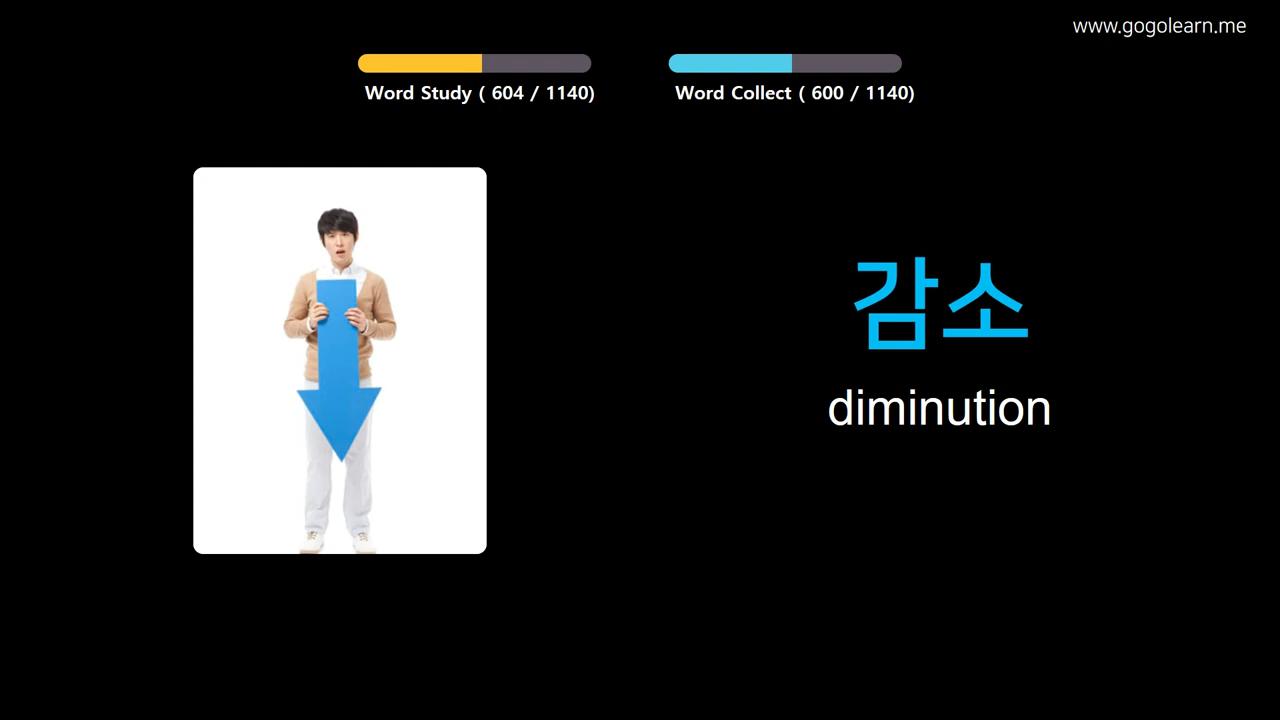 www.gogolearn.me
Word Study ( 604 / 1140)
Word Collect ( 600 / 1140)
감소
diminution